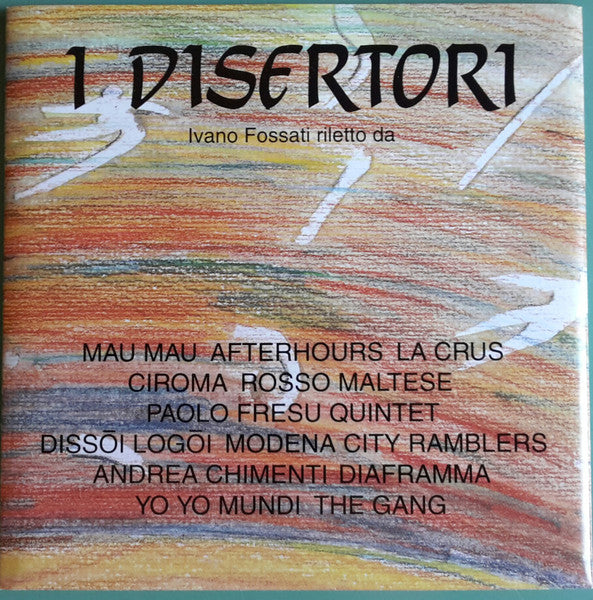 I DISERTORI
Ivano Fossati riletto da
MAU MAU AFTERHOURS LA CRUS
CIROMA ROSSO MALTESE
PAOLO FRESU QUINTET
DISSŌI LOGŌI MODENA CITY RAMBLERS
ANDREA CHIMENTI DIAFRAMMA
YO YO MUNDI THE GANG